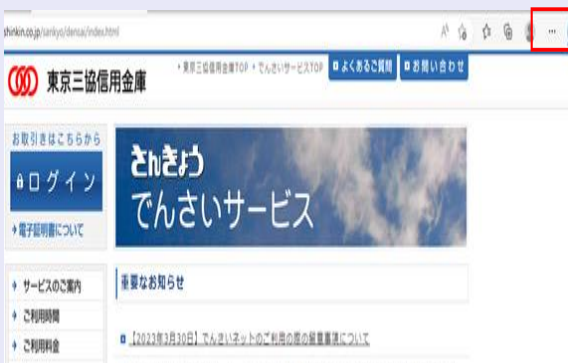 shinkin.co.jp/sankyo/densai/index.html
東京三協信用金庫
・東京三協信用金庫TOP ・でんさいサービスTOP
よくあるご質問
お問い合わせ
お取引きはこちらから
ログイン
電子証明書について
さんきょう
でんさいサービス
サービスのご案内
ご利用時間
ご利用料金
重要なお知らせ
【2023年3月30日】でんさいネットのご利用の際の留意事項について